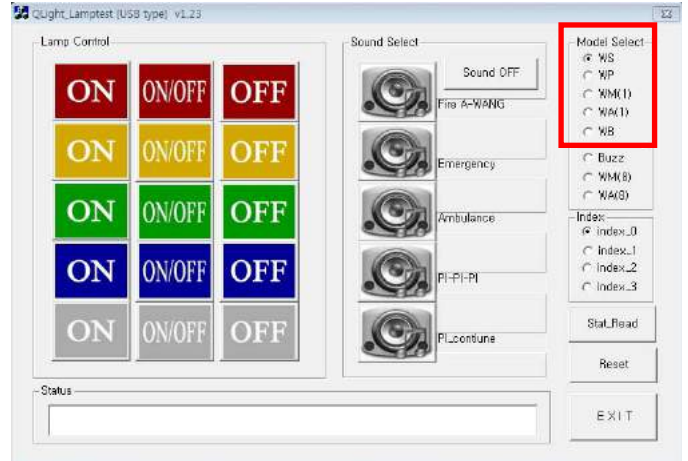 QLight_Lamptest (USB type) v1.23
Lamp Control
ON ON/OFF OFF
ON ON/OFF OFF
ON ON/OFF OFF
ON ON/OFF OFF
ON ON/OFF OFF
Sound Select
Sound OFF
Fire A-WANG
Emergency
Ambulance
PI-PI-PI
PI_contiune
Model Select
WS
WP
WM(1)
WA(1)
WB
Buzz
WM(8)
WA(8)
Index
index_0
index_1
index_2
index_3
Stat_Read
Reset
EXIT
Status